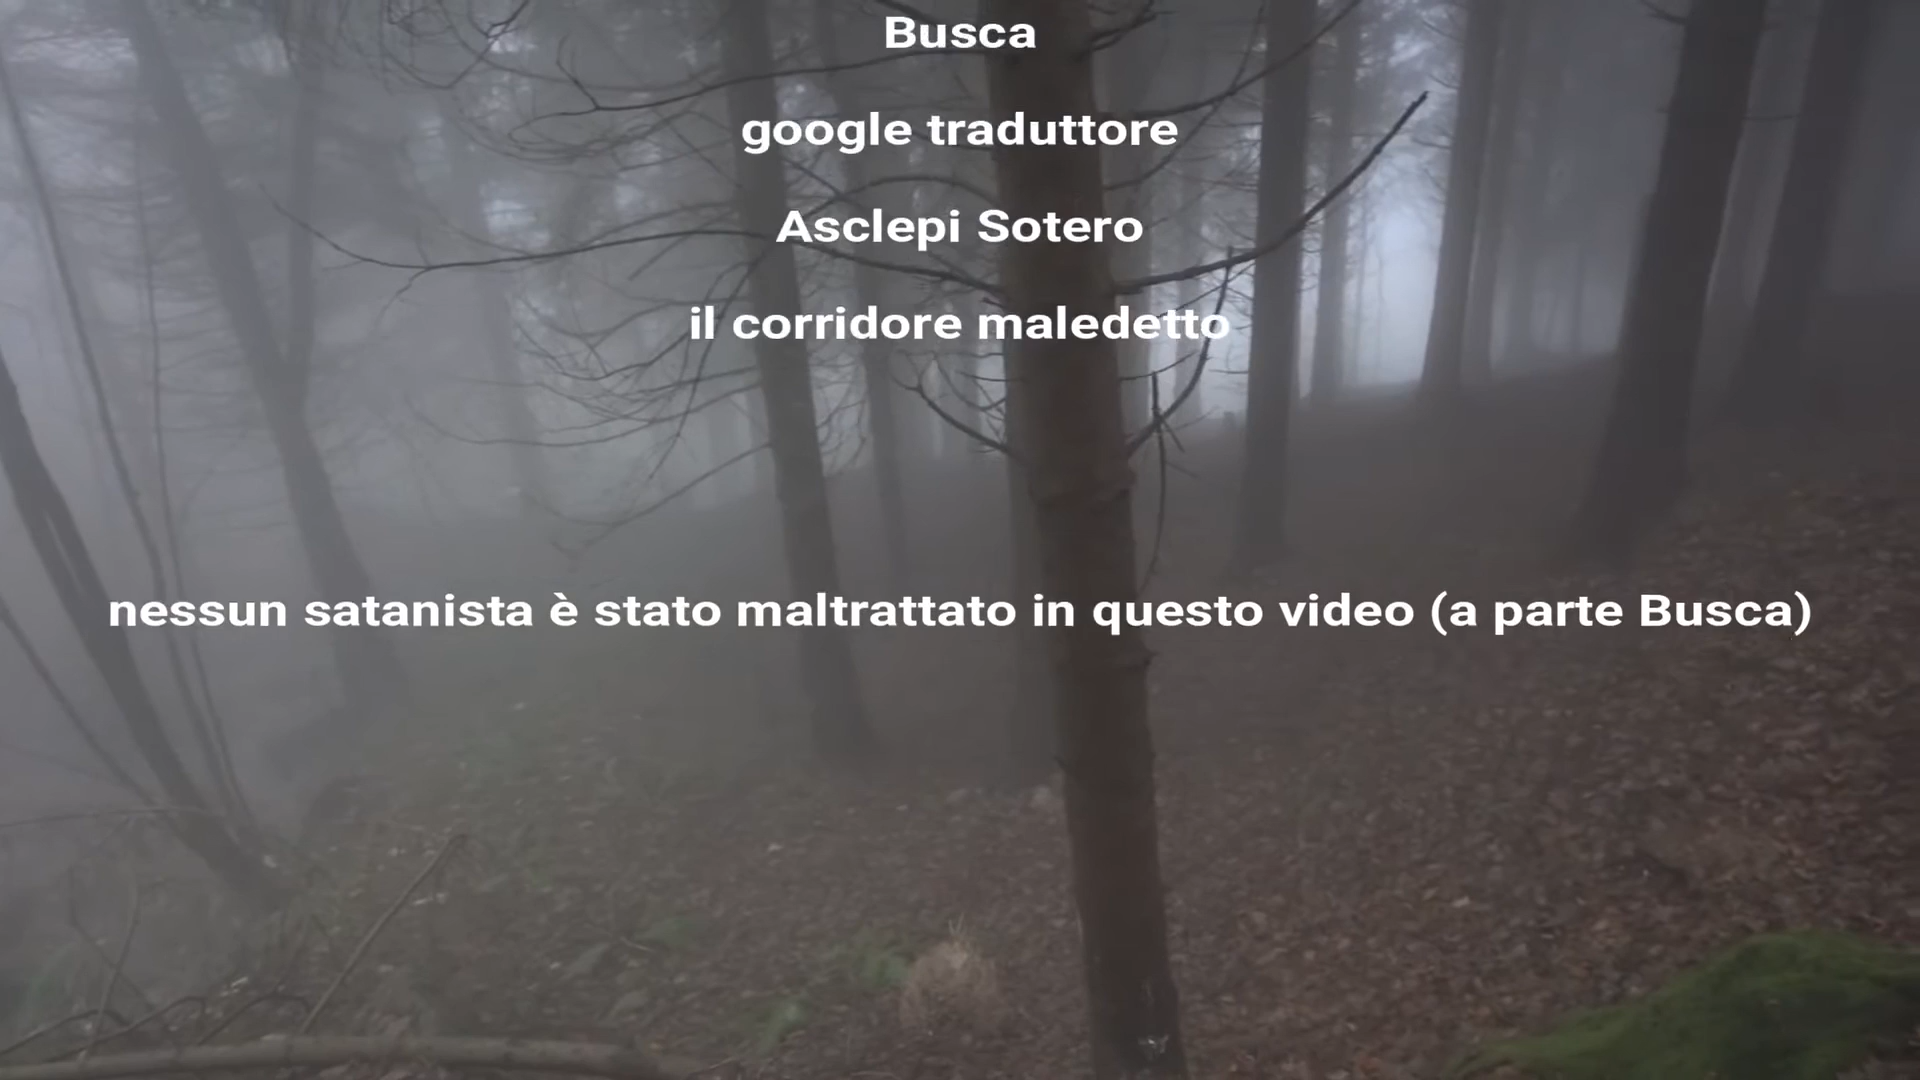 Busca
google traduttore
Asclepi Sotero
il corridore maledetto
nessun satanista è stato maltrattato in questo video (a parte Busca)